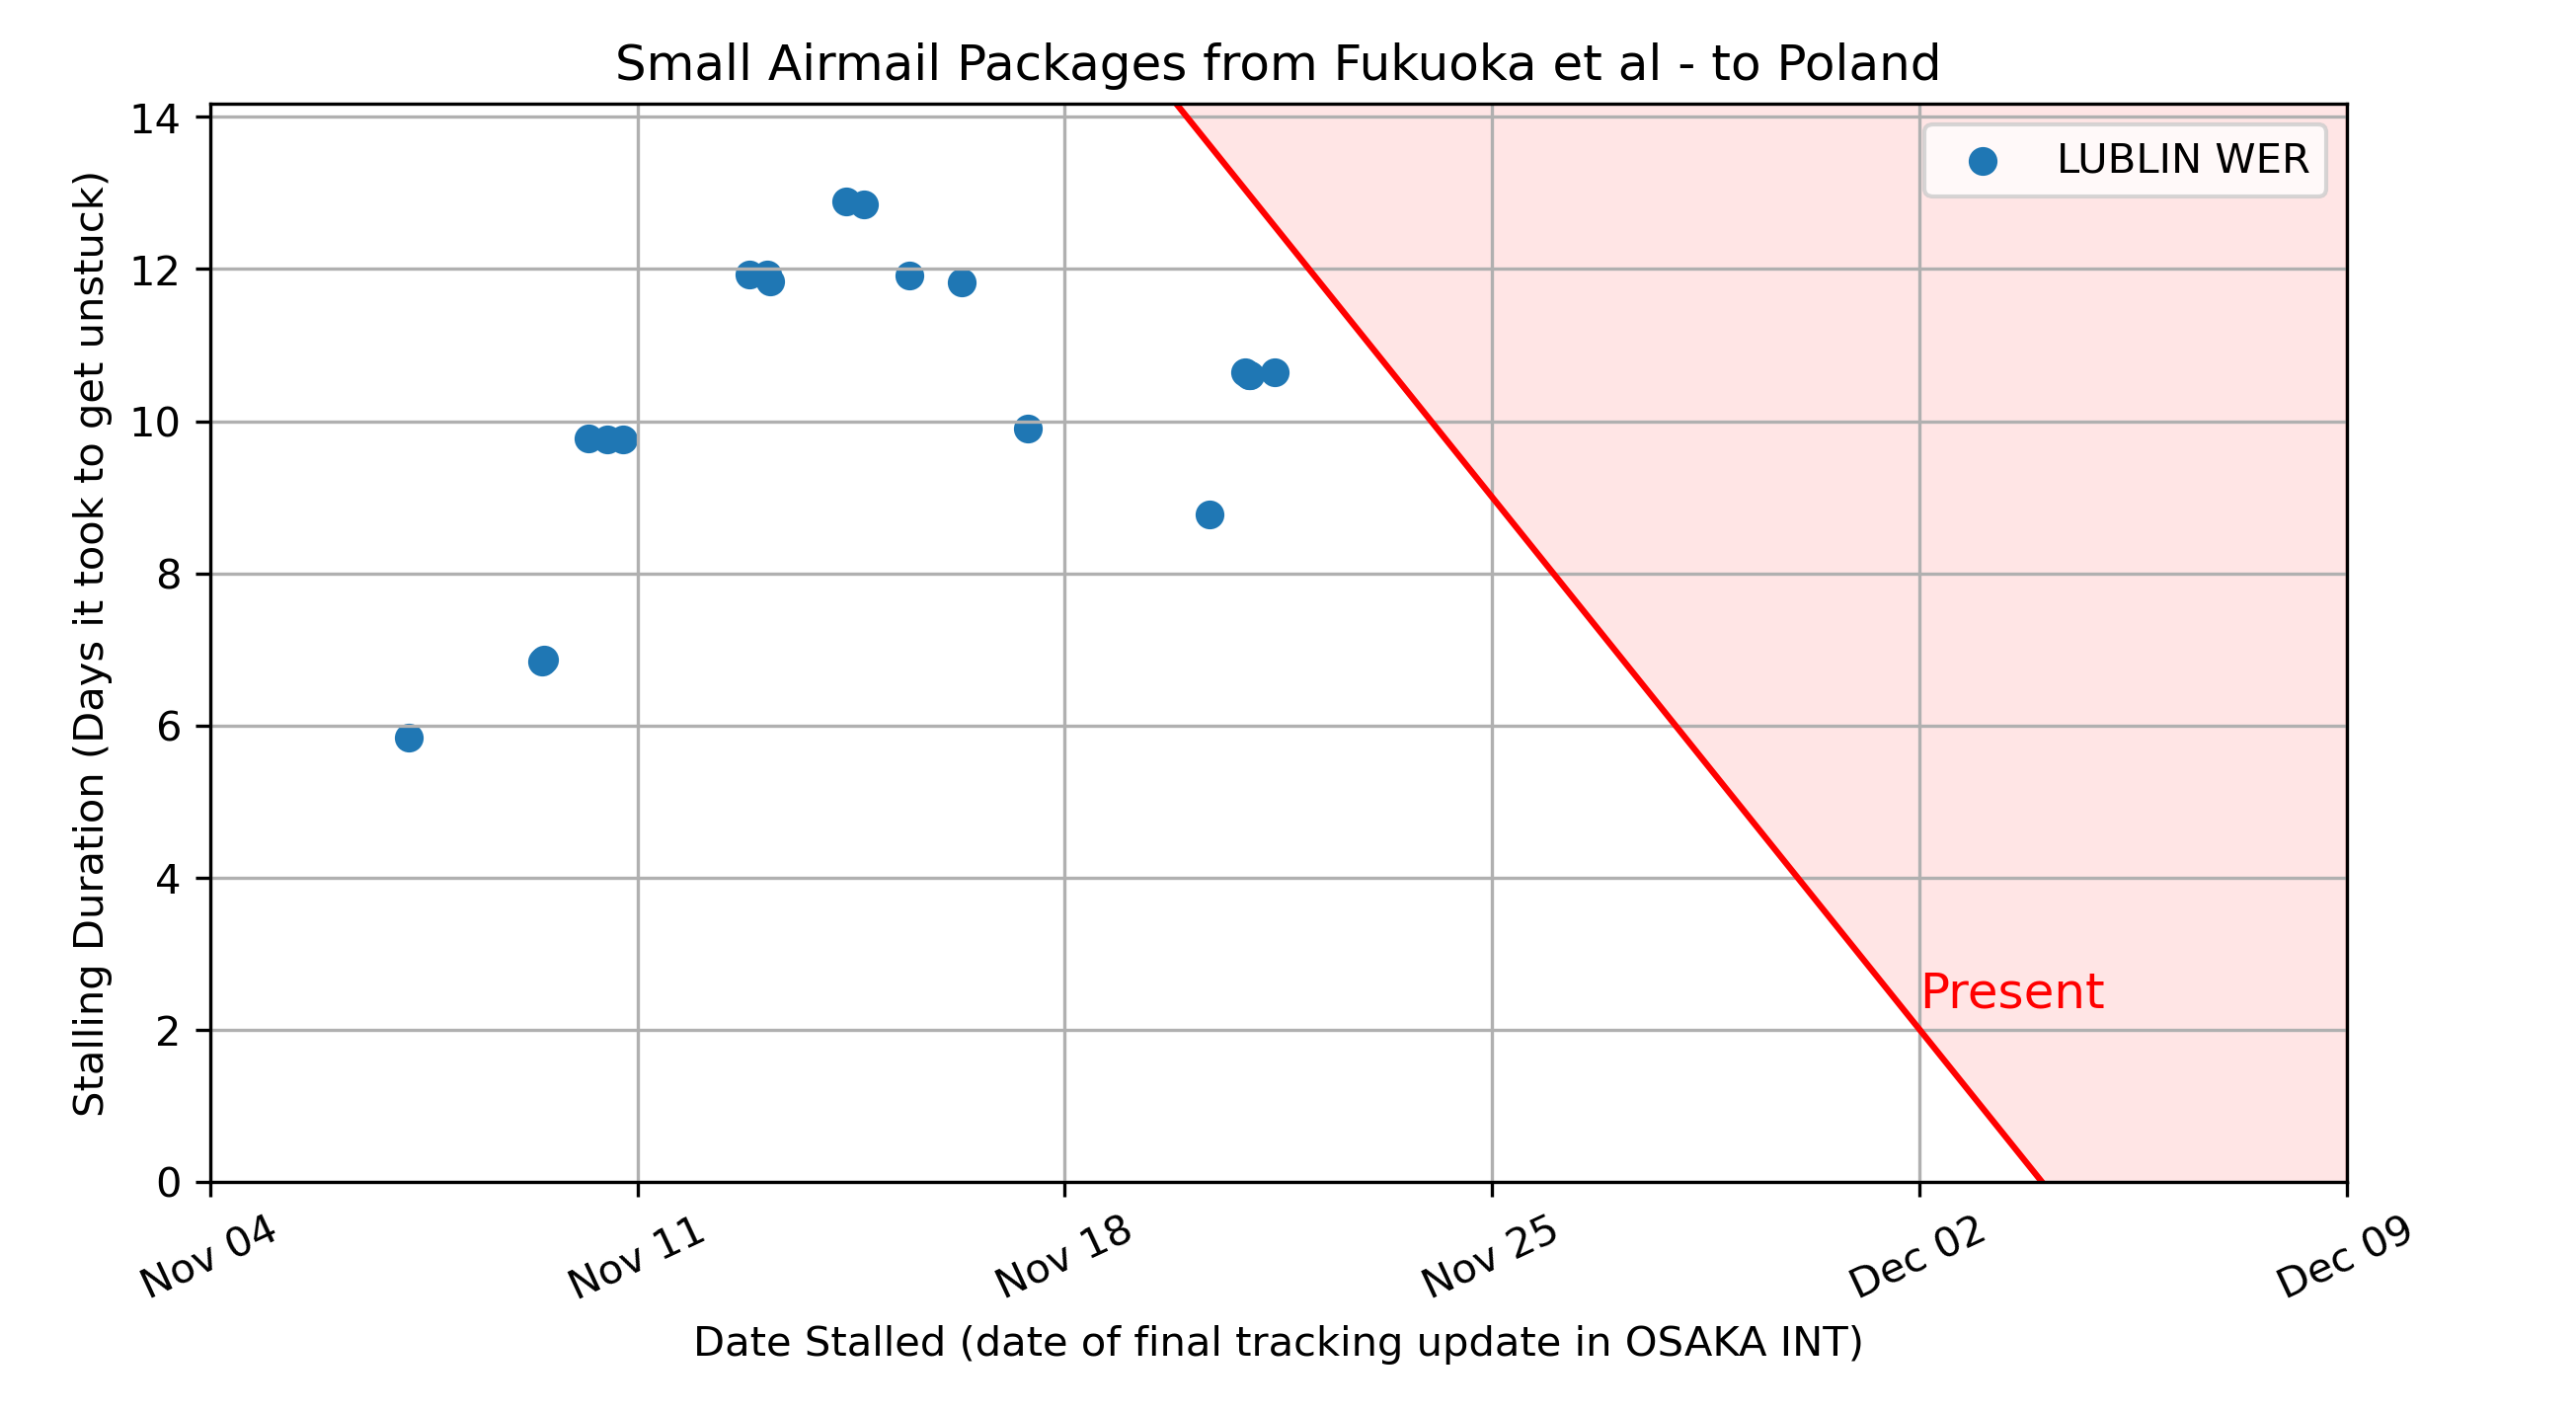 Small Airmail Packages from Fukuoka et al - to Poland
Stalling Duration (Days it took to get unstuck)
14
12
10
8
6
4
2
0
LUBLIN WER
Present
Nov 04
Nov 11
Nov 18
Nov 25
Dec 02
Dec 09
Date Stalled (date of final tracking update in OSAKA INT)